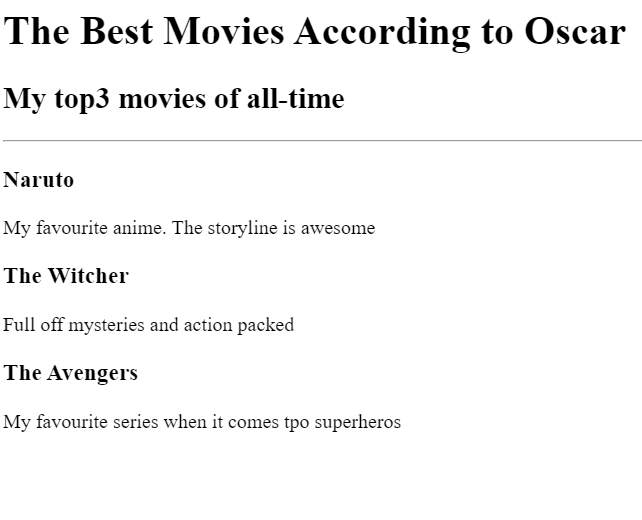 The Best Movies According to Oscar
My top3 movies of all-time
Naruto
My favourite anime. The storyline is awesome
The Witcher
Full off mysteries and action packed
The Avengers
My favourite series when it comes tpo superheros